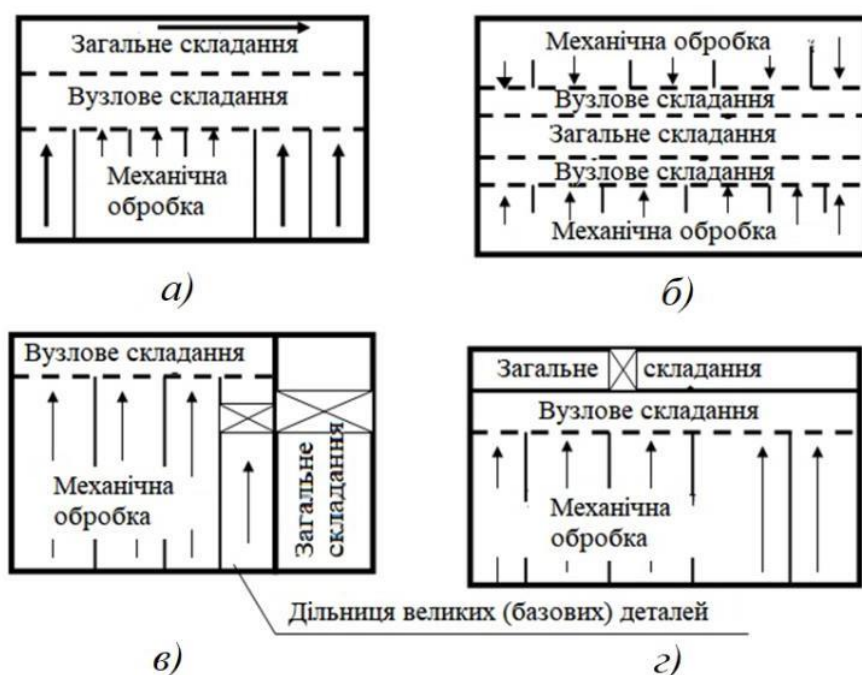 Загальне складання
Вузлове складання
Механічна
обробка
а)
Механічна обробка
Вузлове складання
Загальне складання
Вузлове складання
Механічна обробка
б)
Вузлове складання
Механічна
обробка
Загальне
складання
в)
Загальне складання
Вузлове складання
Механічна
обробка
г)
Дільниця великих (базових) деталей